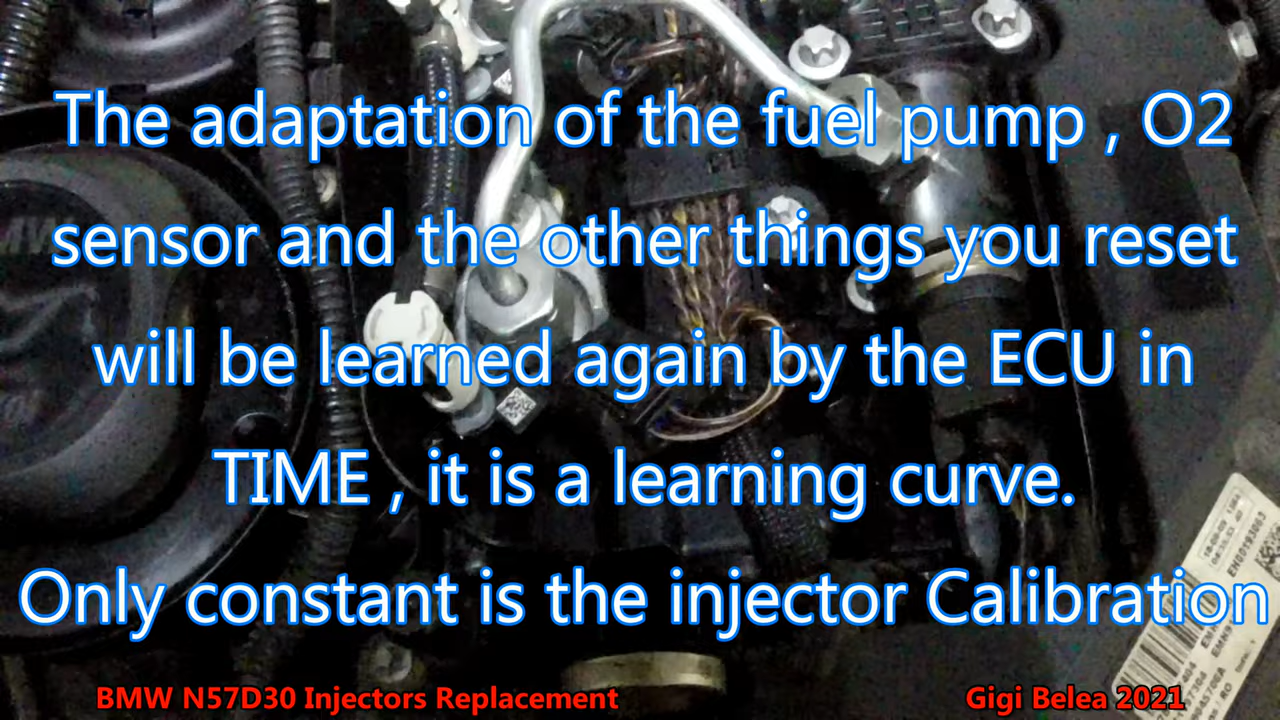 The adaptation of the fuel pump , O2
sensor and the other things you reset
will be learned again by the ECU in
TIME , it is a learning curve.
Only constant is the injector Calibration
BMW N57D30 Injectors Replacement
Gigi Belea 2021
EH00193063